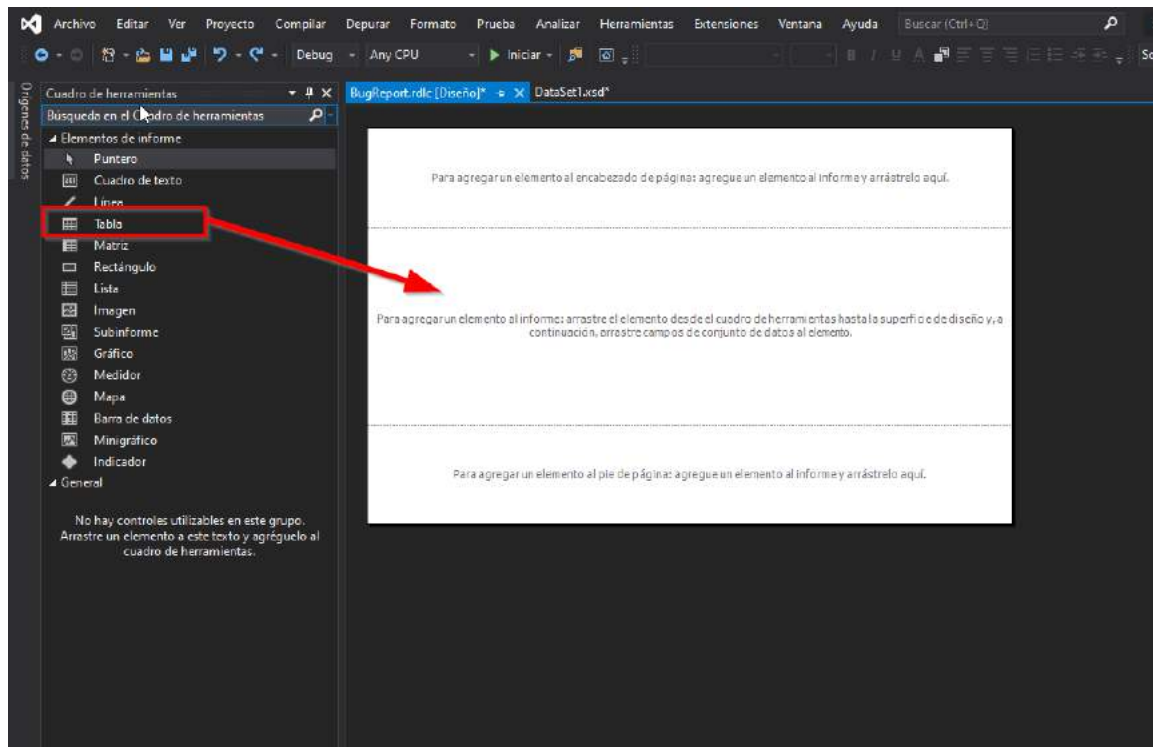 Archivo Editar Ver Proyecto Compilar Depurar Formato Prueba Analizar Herramientas Extensiones Ventana Ayuda Buscar (Ctrl+Q)
Debug Any CPU Iniciar
Orígenes de datos
Cuadro de herramientas
Búsqueda en el Cuadro de herramientas
Elementos de informe
Puntero
Cuadro de texto
Línea
Tabla
Matriz
Rectángulo
Lista
Imagen
Subinforme
Gráfico
Medidor
Mapa
Barra de datos
Minigráfico
Indicador
General
No hay controles utilizables en este grupo.
Arrastre un elemento a este texto y agréguelo al
cuadro de herramientas.
BugReport.rdlc [Diseño]* DataSet1.xsd*
Para agregar un elemento al encabezado de página: agregue un elemento al informe y arrástrelo aquí.
Para agregar un elemento al informe: arrastre el elemento desde el cuadro de herramientas hasta la superficie de diseño y, a
continuación, arrastre campos de conjunto de datos al elemento.
Para agregar un elemento al pie de página: agregue un elemento al informe y arrástrelo aquí.